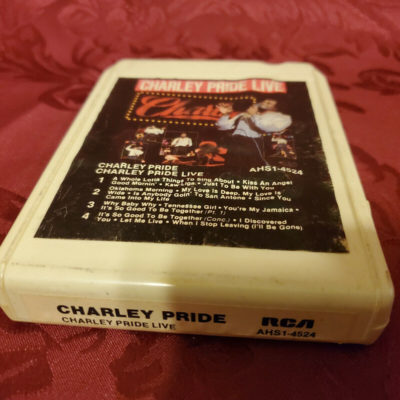 CHARLEY PRIDE LIVE
Charley
CHARLEY PRIDE
CHARLEY PRIDE LIVE
AHS1-4524
1 A Whole Lotta Things To Sing About • Kiss An Angel
Good Mornin' • Kaw-Liga • Just To Be With You
2 Oklahoma Morning • My Love Is Deep, My Love Is
Wide • Is Anybody Goin' To San Antone • Since You
Came Into My Life
3 Why Baby Why • Tennessee Girl • You're My Jamaica •
It's So Good To Be Together (Pt. 1)
4 It's So Good To Be Together (Conc.) • I Discovered
You • Let Me Live • When I Stop Leaving (I'll Be Gone)
CHARLEY PRIDE
CHARLEY PRIDE LIVE
RCA
AHS1-4524